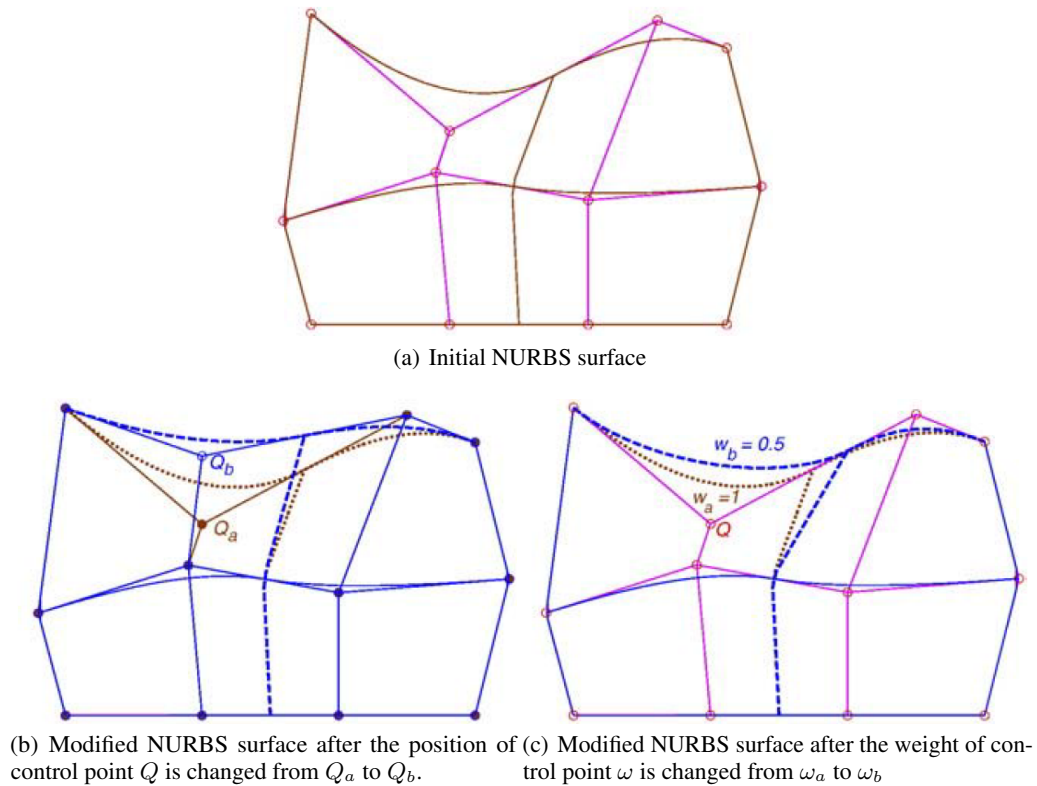 (a) Initial NURBS surface
Q_b
Q_a
w_b = 0.5
w_a = 1
Q
(b) Modified NURBS surface after the position of
control point Q is changed from Q_a to Q_b.
(c) Modified NURBS surface after the weight of con-
trol point ω is changed from ω_a to ω_b